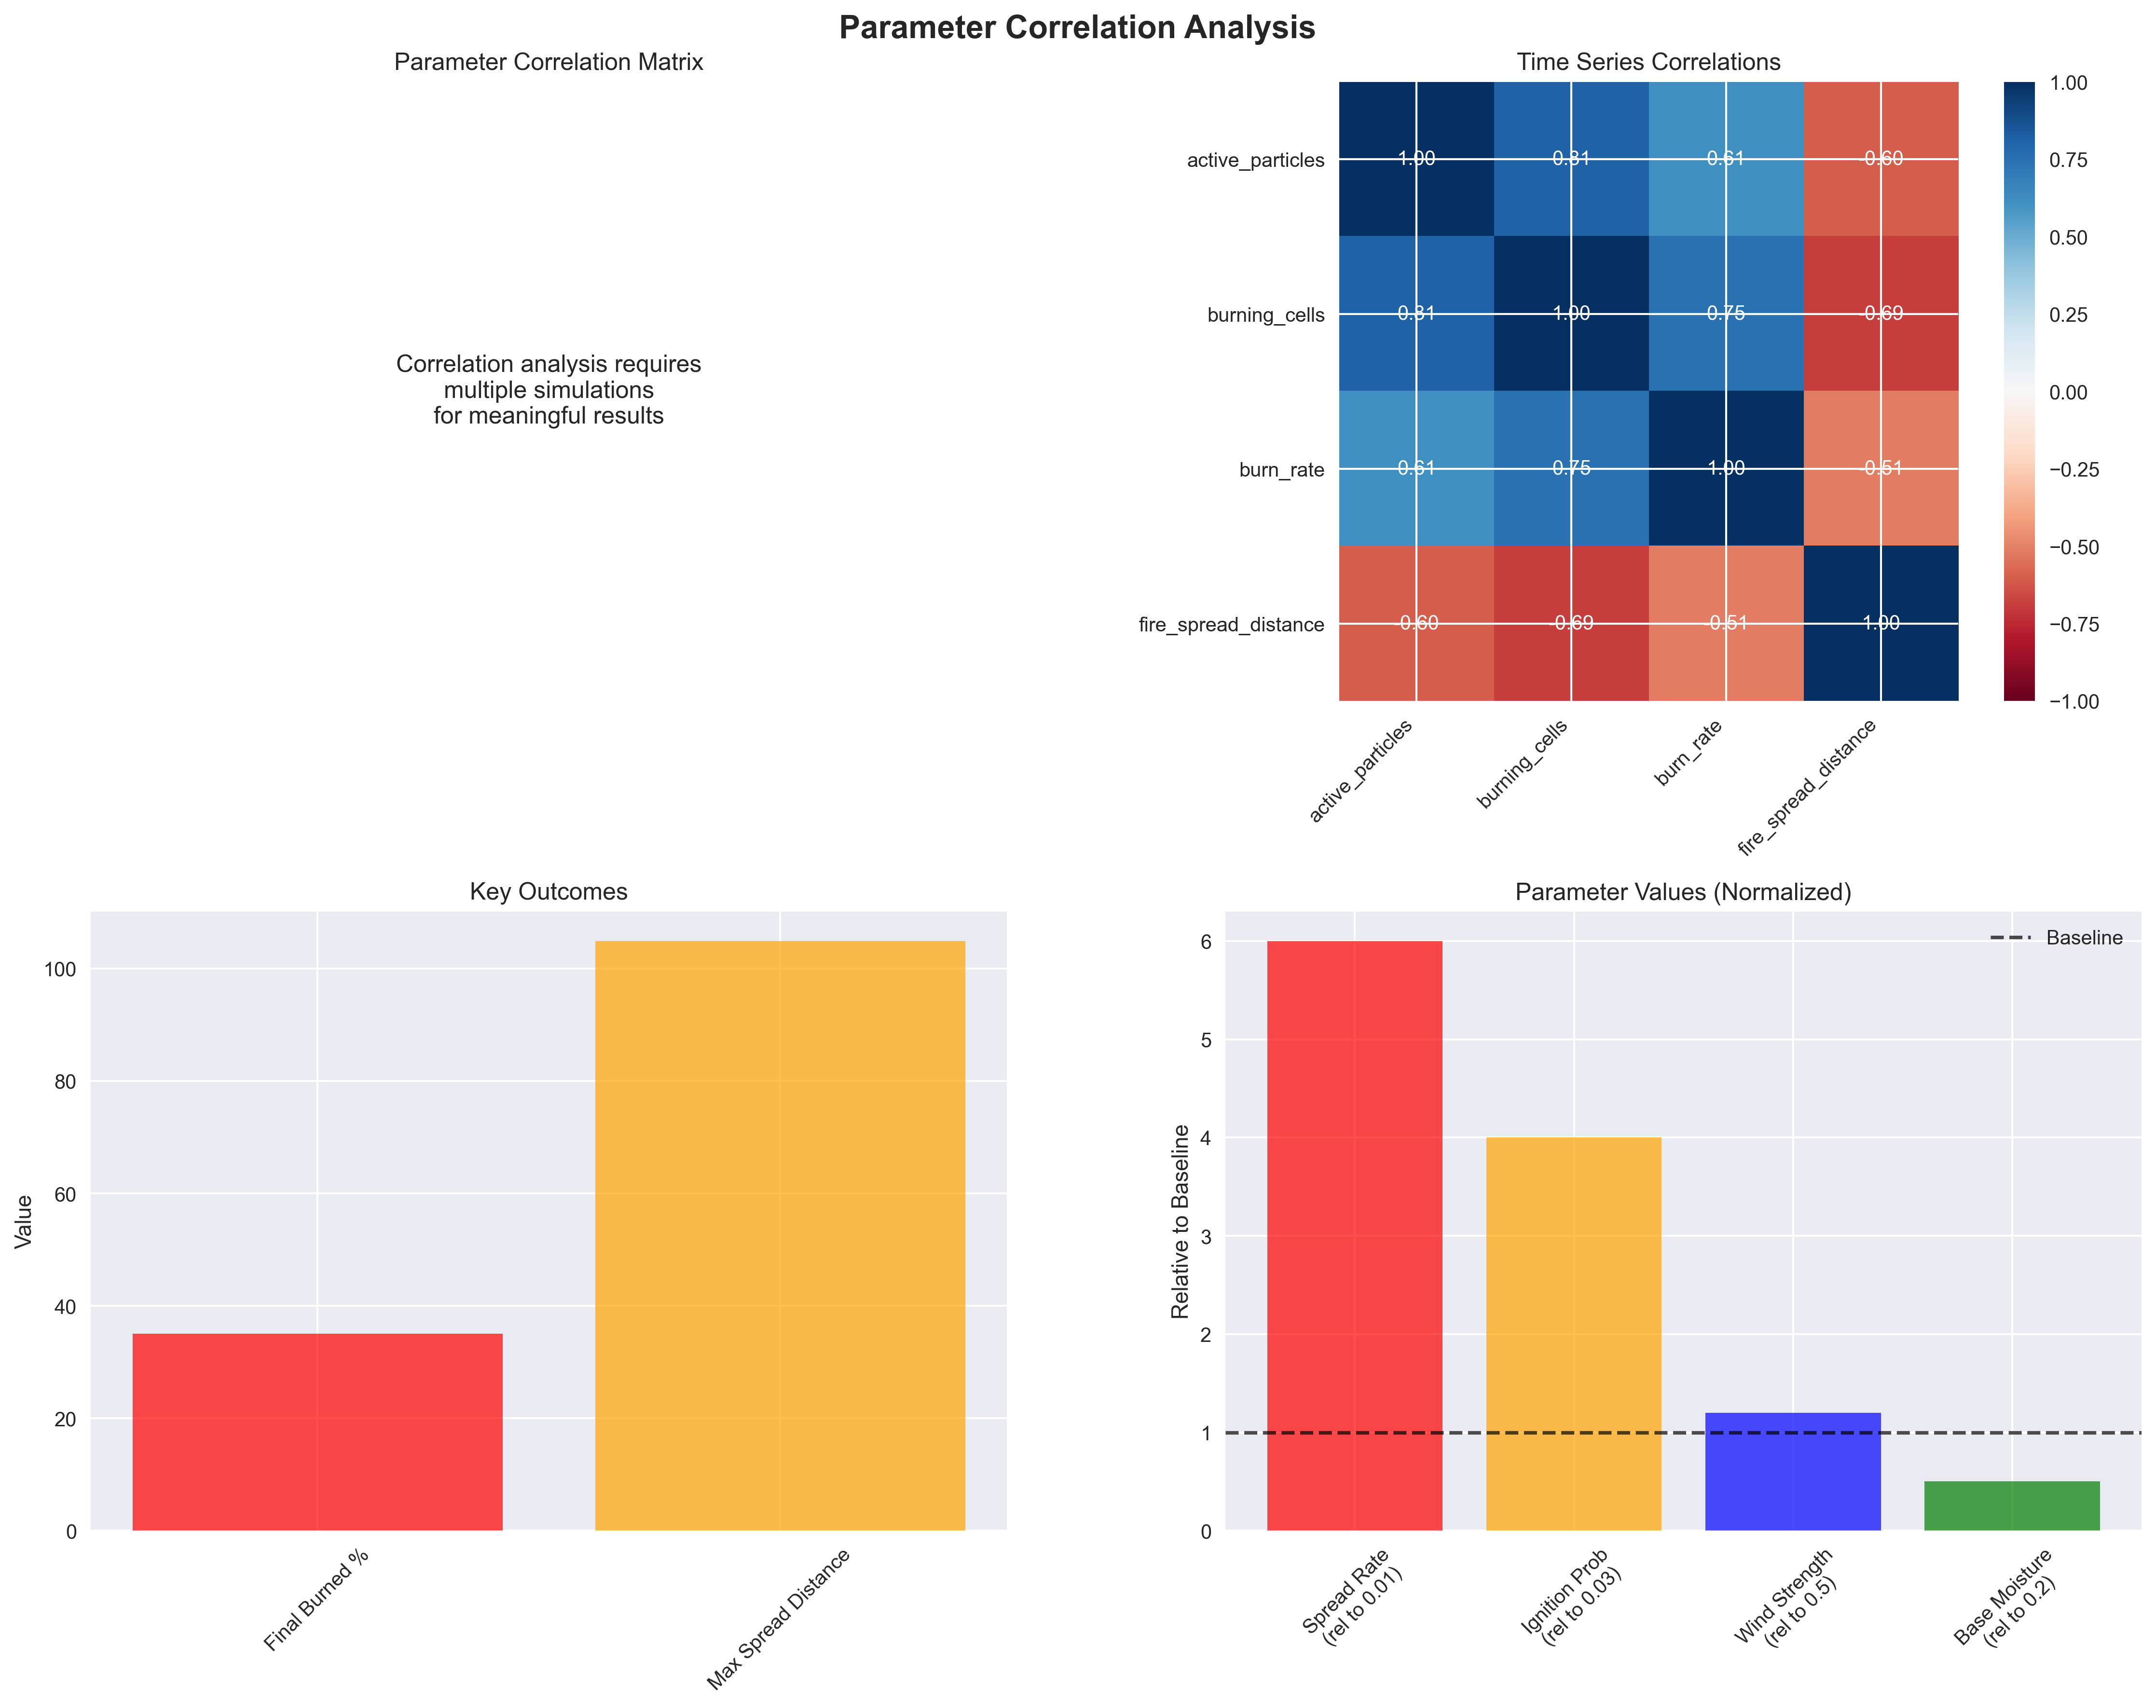 Parameter Correlation Analysis
Parameter Correlation Matrix
Correlation analysis requires
multiple simulations
for meaningful results
Time Series Correlations
active_particles
burning_cells
burn_rate
fire_spread_distance
1.00 0.81 0.61 -0.60
0.81 1.00 0.75 -0.69
0.61 0.75 1.00 -0.51
-0.60 -0.69 -0.51 1.00
active_particles
burning_cells
burn_rate
fire_spread_distance
1.00
0.75
0.50
0.25
0.00
−0.25
−0.50
−0.75
−1.00
Key Outcomes
Value
100
80
60
40
20
0
Final Burned %
Max Spread Distance
Parameter Values (Normalized)
Relative to Baseline
6
5
4
3
2
1
0
Baseline
Spread Rate
(rel to 0.01)
Ignition Prob
(rel to 0.03)
Wind Strength
(rel to 0.5)
Base Moisture
(rel to 0.2)